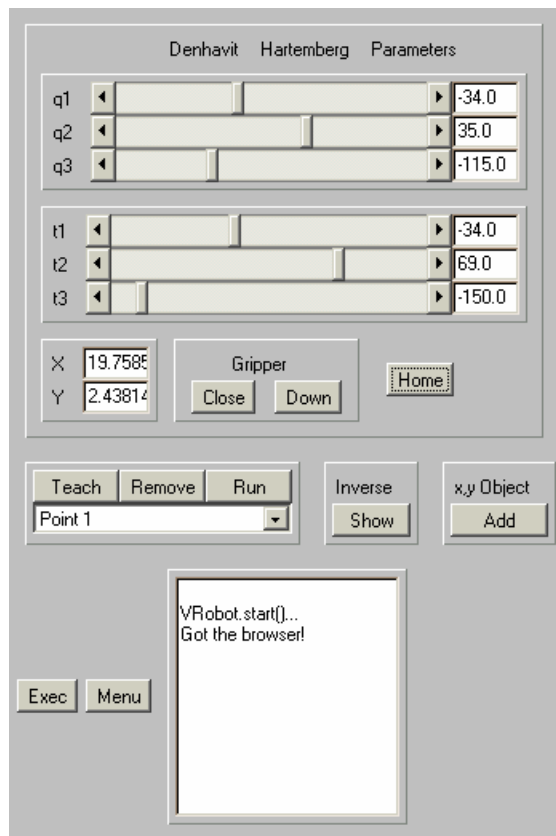 Denhavit Hartemberg Parameters
q1 -34.0
q2 35.0
q3 -115.0
t1 -34.0
t2 69.0
t3 -150.0
X 19.7585
Y 2.43814
Gripper
Close Down
Home
Teach Remove Run
Point 1
Inverse
Show
x,y Object
Add
VRobot.start()...
Got the browser!
Exec Menu